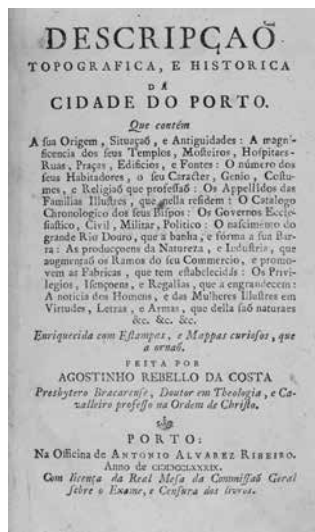 DESCRIPÇAÕ
TOPOGRAFICA, E HISTORICA
DA
CIDADE DO PORTO.
Que contém
A sua Origem, Situaçaõ, e Antiguidades: A magni-
ficencia dos seus Templos, Mosteiros, Hospitaes-
Ruas, Praças, Edificios, e Fontes: O número dos
seus Habitadores, o seu Caracter, Genio, Costu-
mes, e Religiaõ que professaõ: Os Appellidos das
Familias Illustres, que nella residem: O Catalogo
Chronologico dos seus Bispos: Os Governos Eccle-
siastico, Civil, Militar, Politico: O nascimento do
grande Rio Douro, que a banha, e fórma a sua Bar-
ra: As producçoens da Natureza, e Industria, que
augmentaõ os Ramos do seu Commercio, e promo-
vem as Fabricas, que tem estabelecidas: Os Privi-
legios, Isençoens, e Regalias, que a engrandecem:
A noticia dos Homens, e das Mulheres Illustres em
Virtudes, Letras, e Armas, que della saõ naturaes
&c. &c. &c.
Enriquecida com Estampas, e Mappas curiosos, que
a ornaõ.
FEITA POR
AGOSTINHO REBELLO DA COSTA
Presbytero Bracarense, Doutor em Theologia, e Ca-
valleiro professo na Ordem de Christo.
PORTO:
Na Officina de ANTONIO ALVAREZ RIBEIRO.
Anno de
Com licença da Real Mesa da Commissaõ Geral
sobre o Exame, e Censura dos livros.